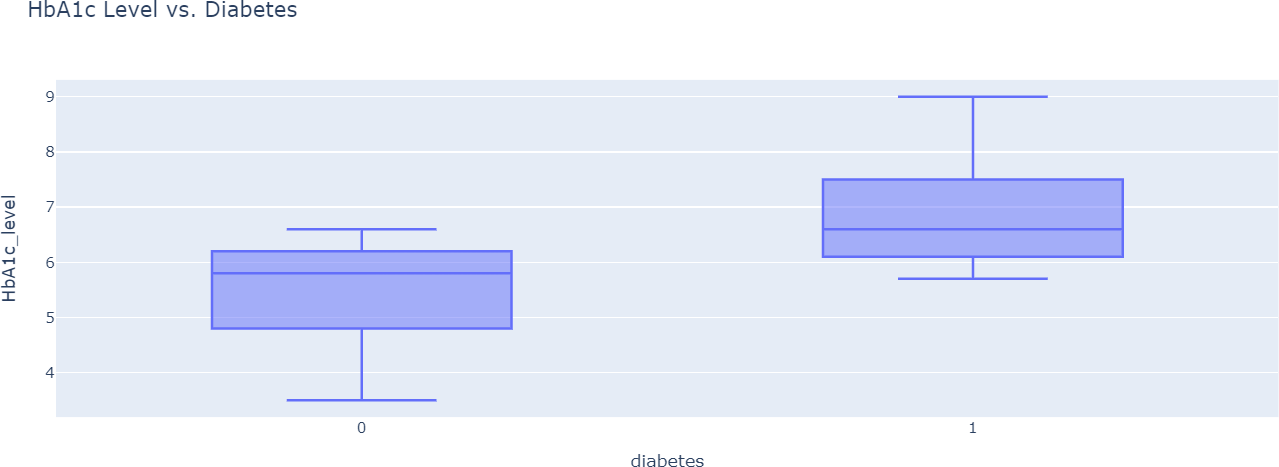 HbA1c Level vs. Diabetes
HbA1c_level
9
8
7
6
5
4
0
1
diabetes